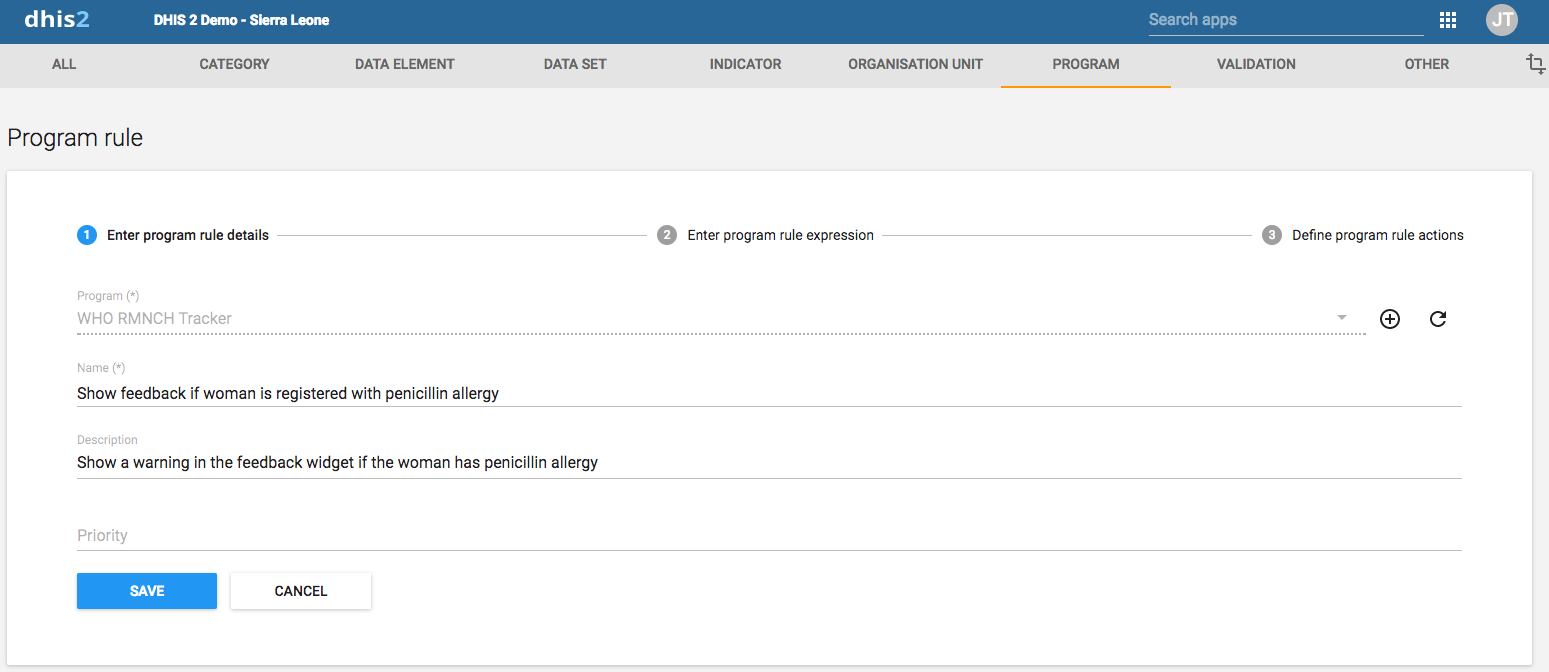 dhis2 DHIS 2 Demo - Sierra Leone Search apps JT
ALL CATEGORY DATA ELEMENT DATA SET INDICATOR ORGANISATION UNIT PROGRAM VALIDATION OTHER
Program rule
1 Enter program rule details 2 Enter program rule expression 3 Define program rule actions
Program (*)
WHO RMNCH Tracker
Name (*)
Show feedback if woman is registered with penicillin allergy
Description
Show a warning in the feedback widget if the woman has penicillin allergy
Priority
SAVE CANCEL